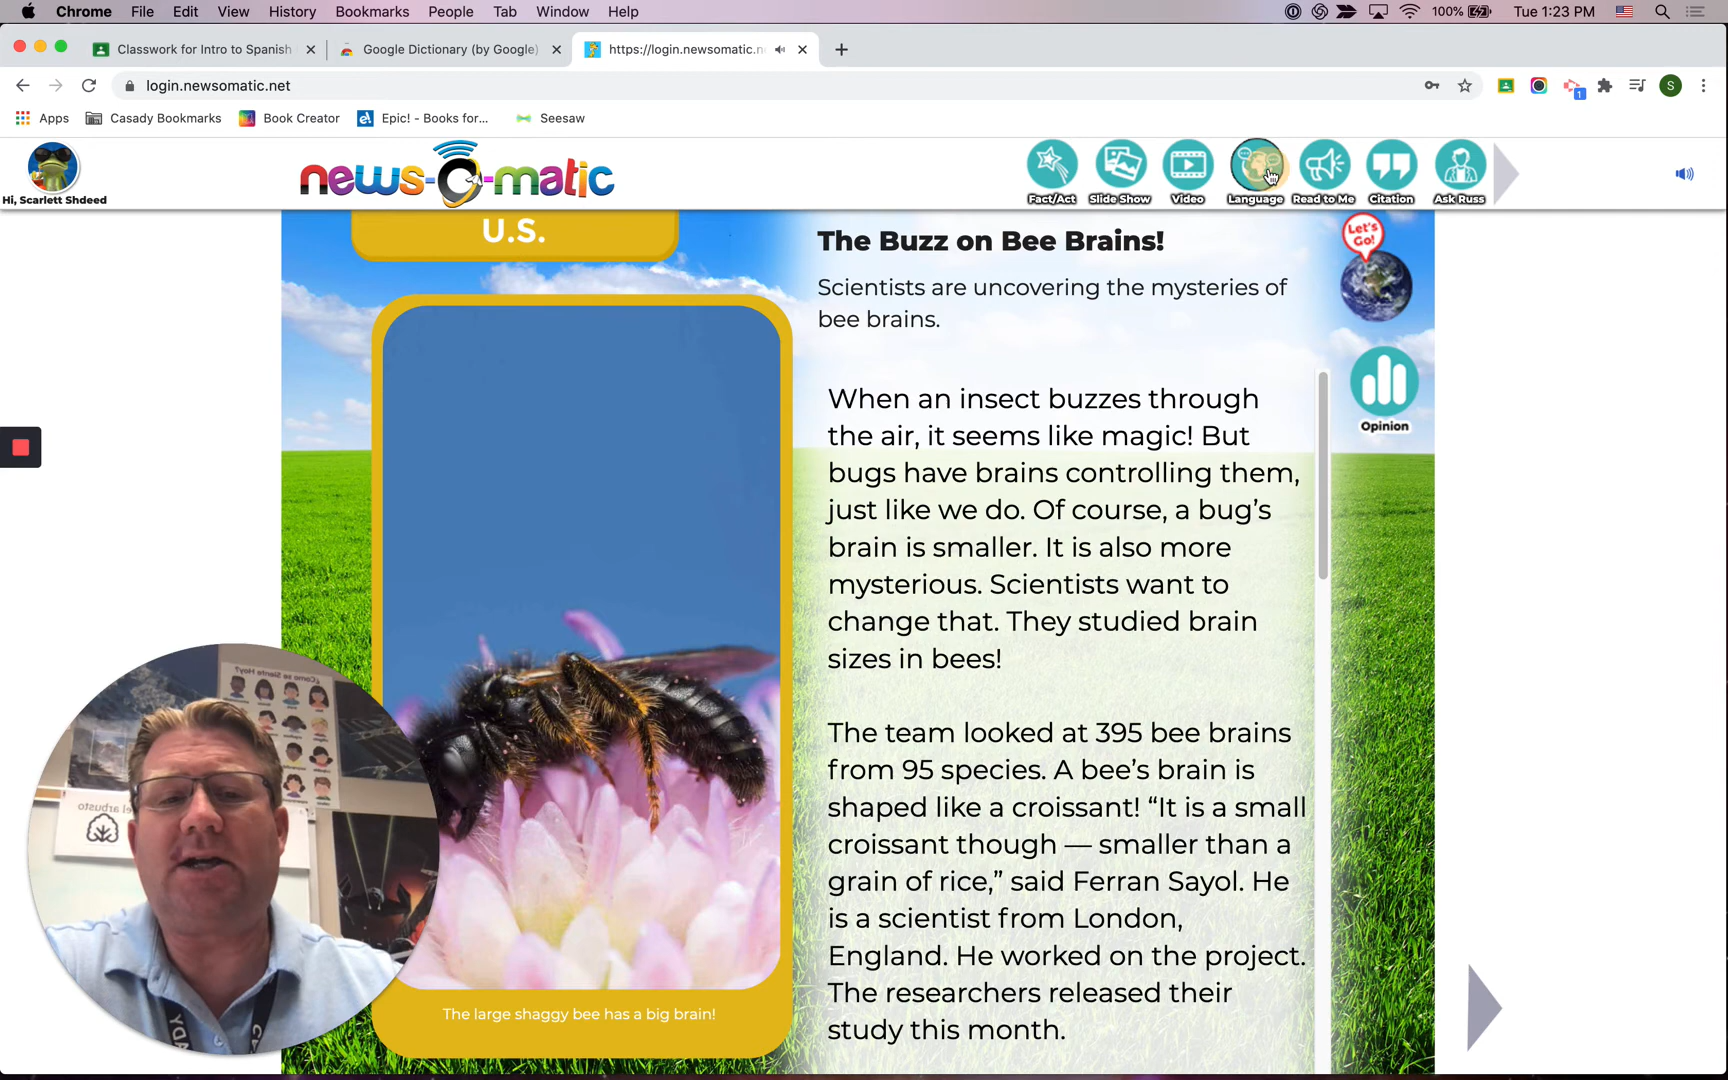 Chrome File Edit View History Bookmarks People Tab Window Help 100% Tue 1:23 PM
Classwork for Intro to Spanish Google Dictionary (by Google) https://login.newsomatic.n
login.newsomatic.net 1 S
Apps Casady Bookmarks Book Creator Epic! - Books for... Seesaw
news-O-matic
Hi, Scarlett Shdeed
Fact/Act Slide Show Video Language Read to Me Citation Ask Russ
U.S.
The large shaggy bee has a big brain!
The Buzz on Bee Brains!
Scientists are uncovering the mysteries of
bee brains.
When an insect buzzes through
the air, it seems like magic! But
bugs have brains controlling them,
just like we do. Of course, a bug’s
brain is smaller. It is also more
mysterious. Scientists want to
change that. They studied brain
sizes in bees!
The team looked at 395 bee brains
from 95 species. A bee’s brain is
shaped like a croissant! “It is a small
croissant though — smaller than a
grain of rice,” said Ferran Sayol. He
is a scientist from London,
England. He worked on the project.
The researchers released their
study this month.
Let's
Go!
Opinion
¿Cómo se Siente Hoy?
el arbusto